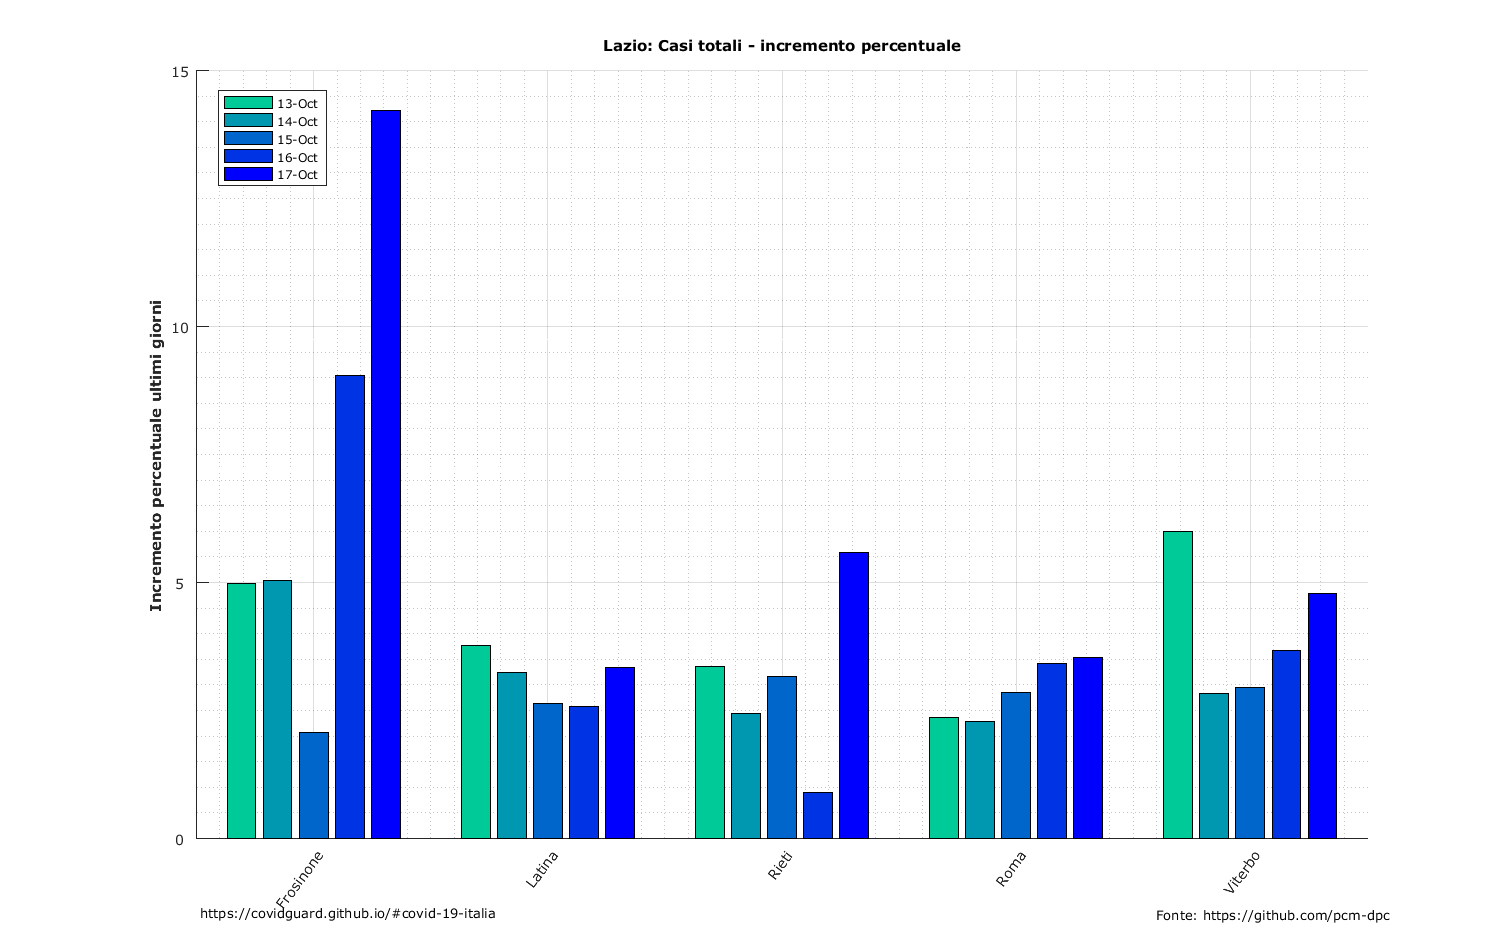 Lazio: Casi totali - incremento percentuale
15
10
5
0
Incremento percentuale ultimi giorni
13-Oct
14-Oct
15-Oct
16-Oct
17-Oct
Frosinone
Latina
Rieti
Roma
Viterbo
https://covidguard.github.io/#covid-19-italia
Fonte: https://github.com/pcm-dpc